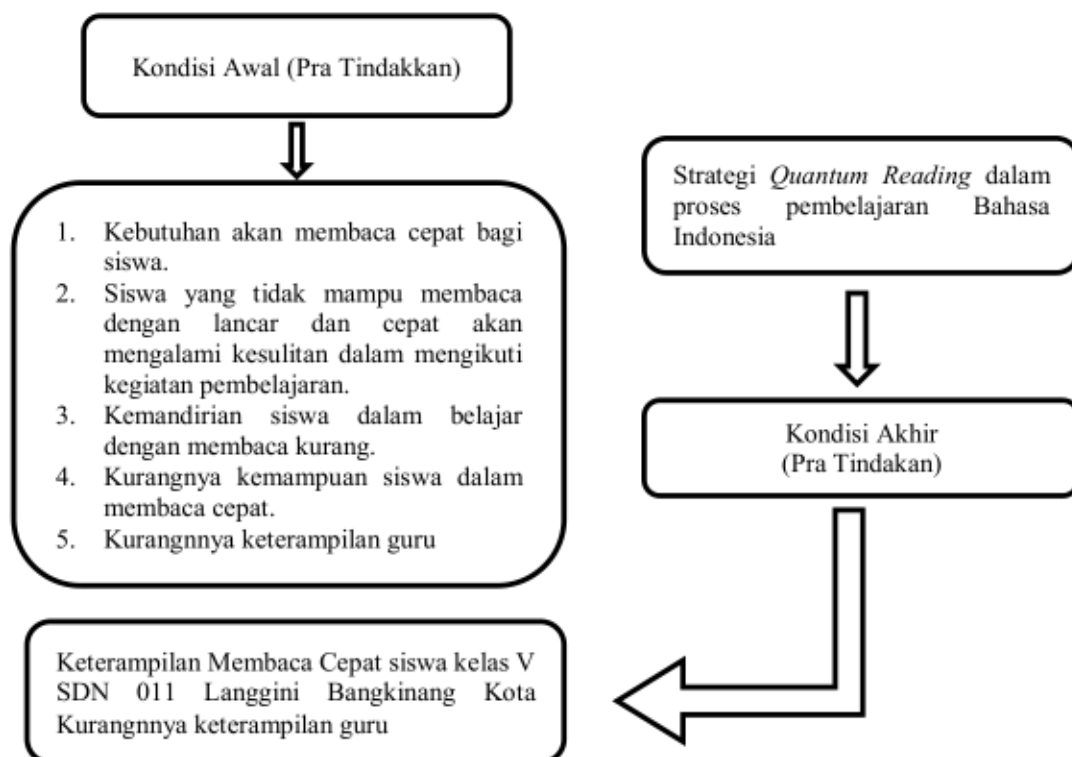 Kondisi Awal (Pra Tindakkan)
1. Kebutuhan akan membaca cepat bagi
siswa.
2. Siswa yang tidak mampu membaca
dengan lancar dan cepat akan
mengalami kesulitan dalam mengikuti
kegiatan pembelajaran.
3. Kemandirian siswa dalam belajar
dengan membaca kurang.
4. Kurangnya kemampuan siswa dalam
membaca cepat.
5. Kurangnnya keterampilan guru
Strategi Quantum Reading dalam
proses pembelajaran Bahasa
Indonesia
Kondisi Akhir
(Pra Tindakan)
Keterampilan Membaca Cepat siswa kelas V
SDN 011 Langgini Bangkinang Kota
Kurangnnya keterampilan guru